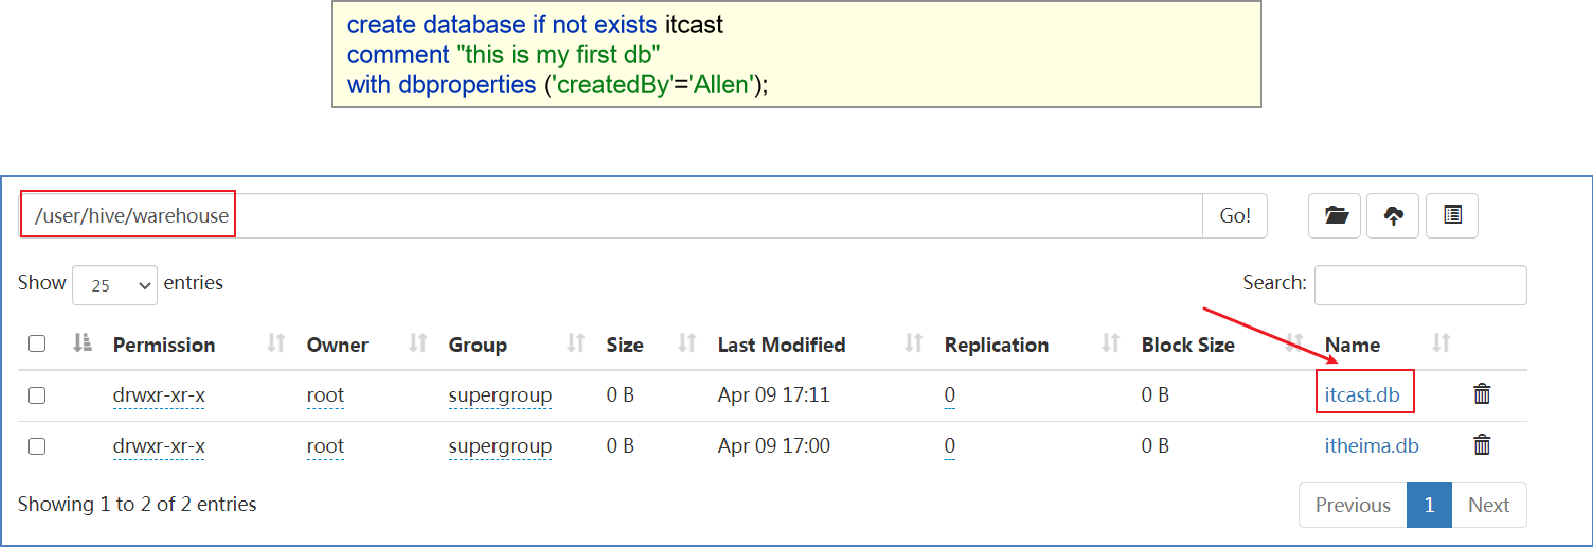 create database if not exists itcast
comment "this is my first db"
with dbproperties ('createdBy'='Allen');
/user/hive/warehouse Go!
Show 25 entries Search:
Permission Owner Group Size Last Modified Replication Block Size Name
drwxr-xr-x root supergroup 0 B Apr 09 17:11 0 0 B itcast.db
drwxr-xr-x root supergroup 0 B Apr 09 17:00 0 0 B itheima.db
Showing 1 to 2 of 2 entries Previous 1 Next